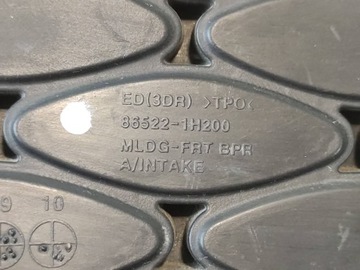 ED(3DR) >TPO<
86522-1H200
MLDG-FRT BPR
A/INTAKE
9 10